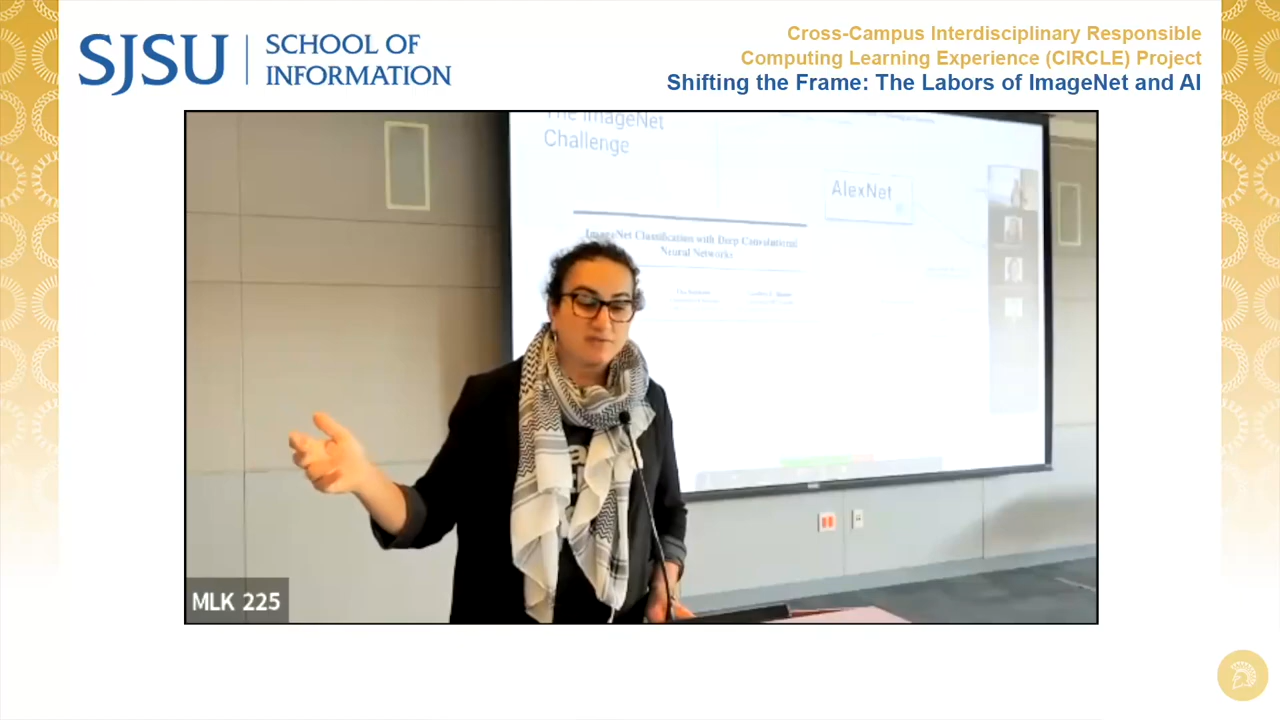 SJSU
SCHOOL OF
INFORMATION
Cross-Campus Interdisciplinary Responsible
Computing Learning Experience (CIRCLE) Project
Shifting the Frame: The Labors of ImageNet and AI
The ImageNet
Challenge
AlexNet
ImageNet Classification with Deep Convolutional
Neural Networks
MLK 225